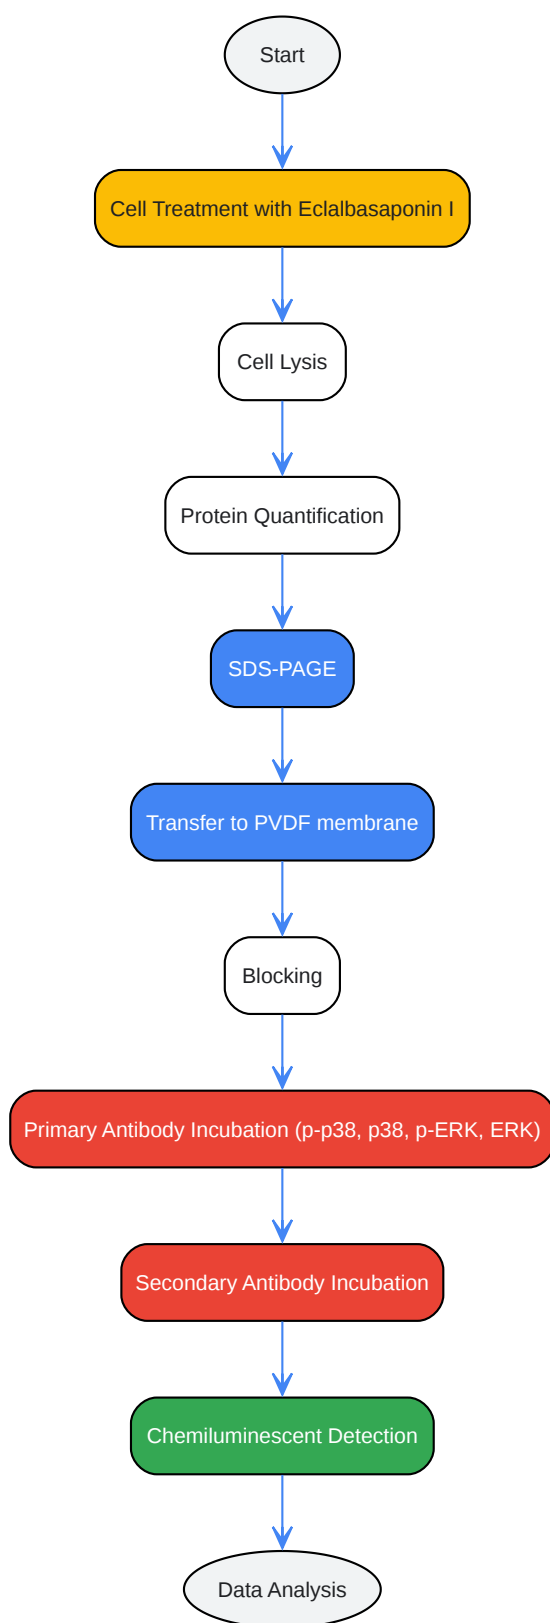 Start
Cell Treatment with Eclalbasaponin I
Cell Lysis
Protein Quantification
SDS-PAGE
Transfer to PVDF membrane
Blocking
Primary Antibody Incubation (p-p38, p38, p-ERK, ERK)
Secondary Antibody Incubation
Chemiluminescent Detection
Data Analysis